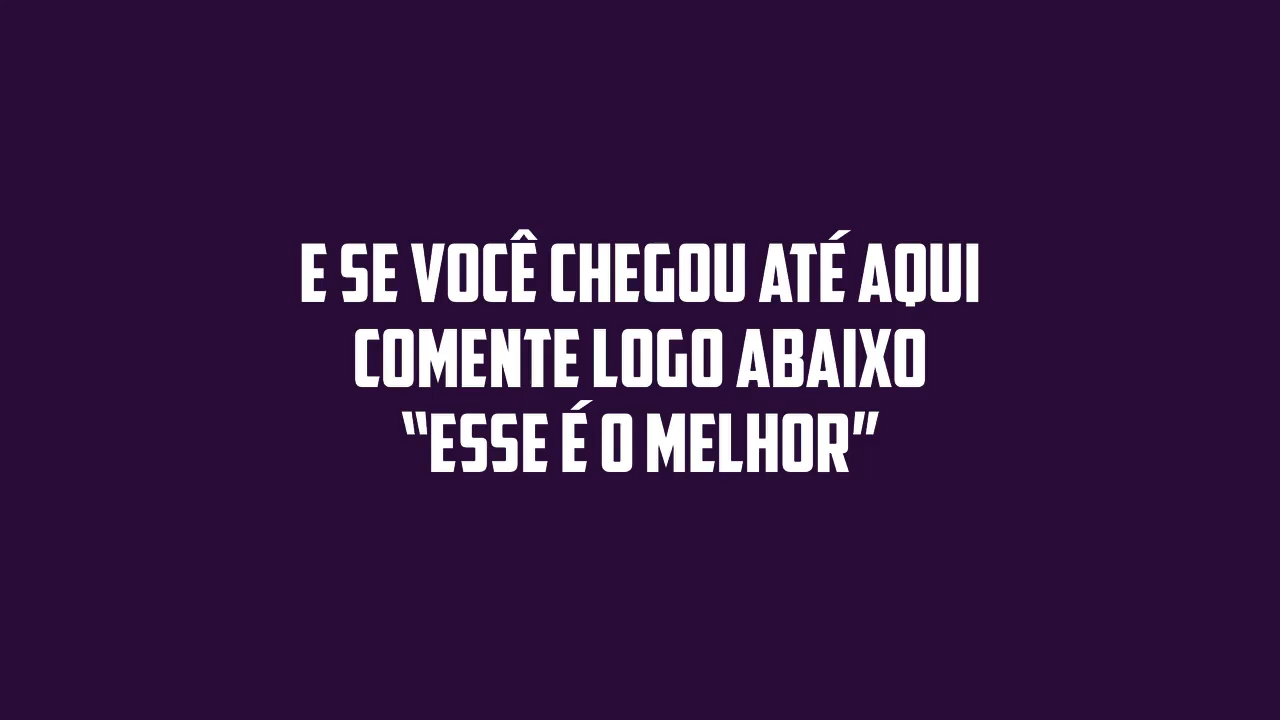 E SE VOCÊ CHEGOU ATÉ AQUI
COMENTE LOGO ABAIXO
“ESSE É O MELHOR”